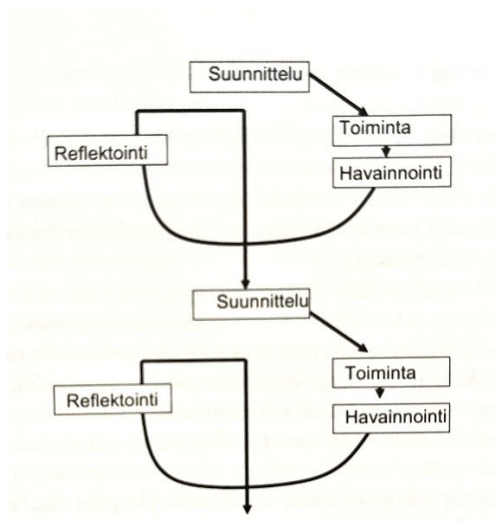 Suunnittelu
Toiminta
Reflektointi
Havainnointi
Suunnittelu
Toiminta
Reflektointi
Havainnointi